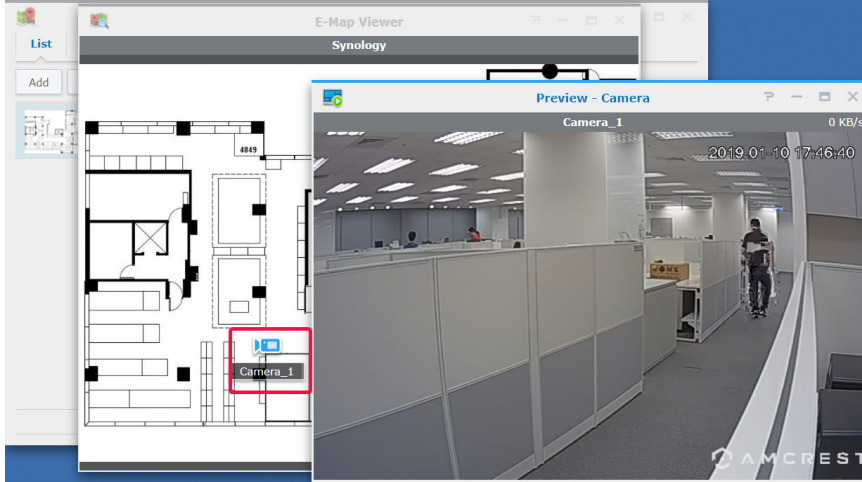 E-Map Viewer
List
Synology
Add
Preview - Camera
Camera_1
0 KB/s
4849
2019-01-10 17:46:40
Camera_1
AMCREST